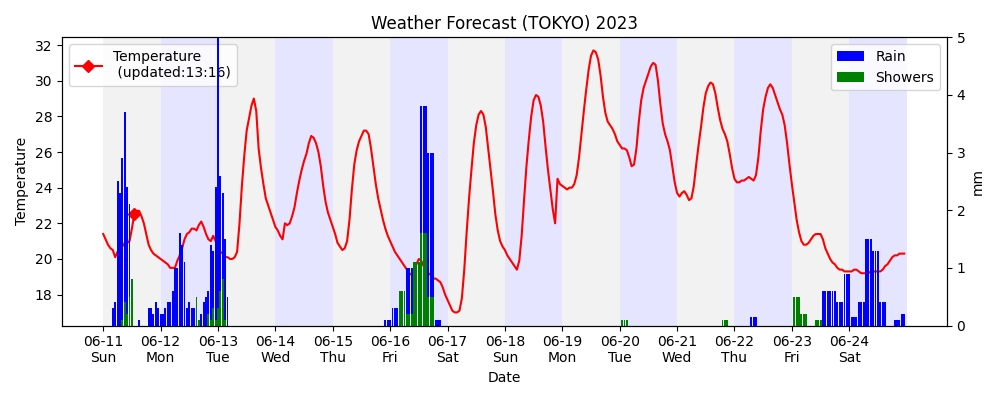 Weather Forecast (TOKYO) 2023
Temperature
(updated:13:16)
Rain
Showers
32
30
28
26
24
22
20
18
Temperature
5
4
3
2
1
0
mm
06-11 06-12 06-13 06-14 06-15 06-16 06-17 06-18 06-19 06-20 06-21 06-22 06-23 06-24
Sun Mon Tue Wed Thu Fri Sat Sun Mon Tue Wed Thu Fri Sat
Date